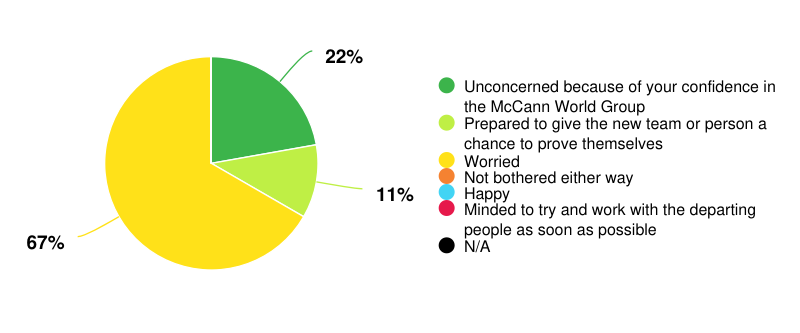 22%
11%
67%
Unconcerned because of your confidence in
the McCann World Group
Prepared to give the new team or person a
chance to prove themselves
Worried
Not bothered either way
Happy
Minded to try and work with the departing
people as soon as possible
N/A